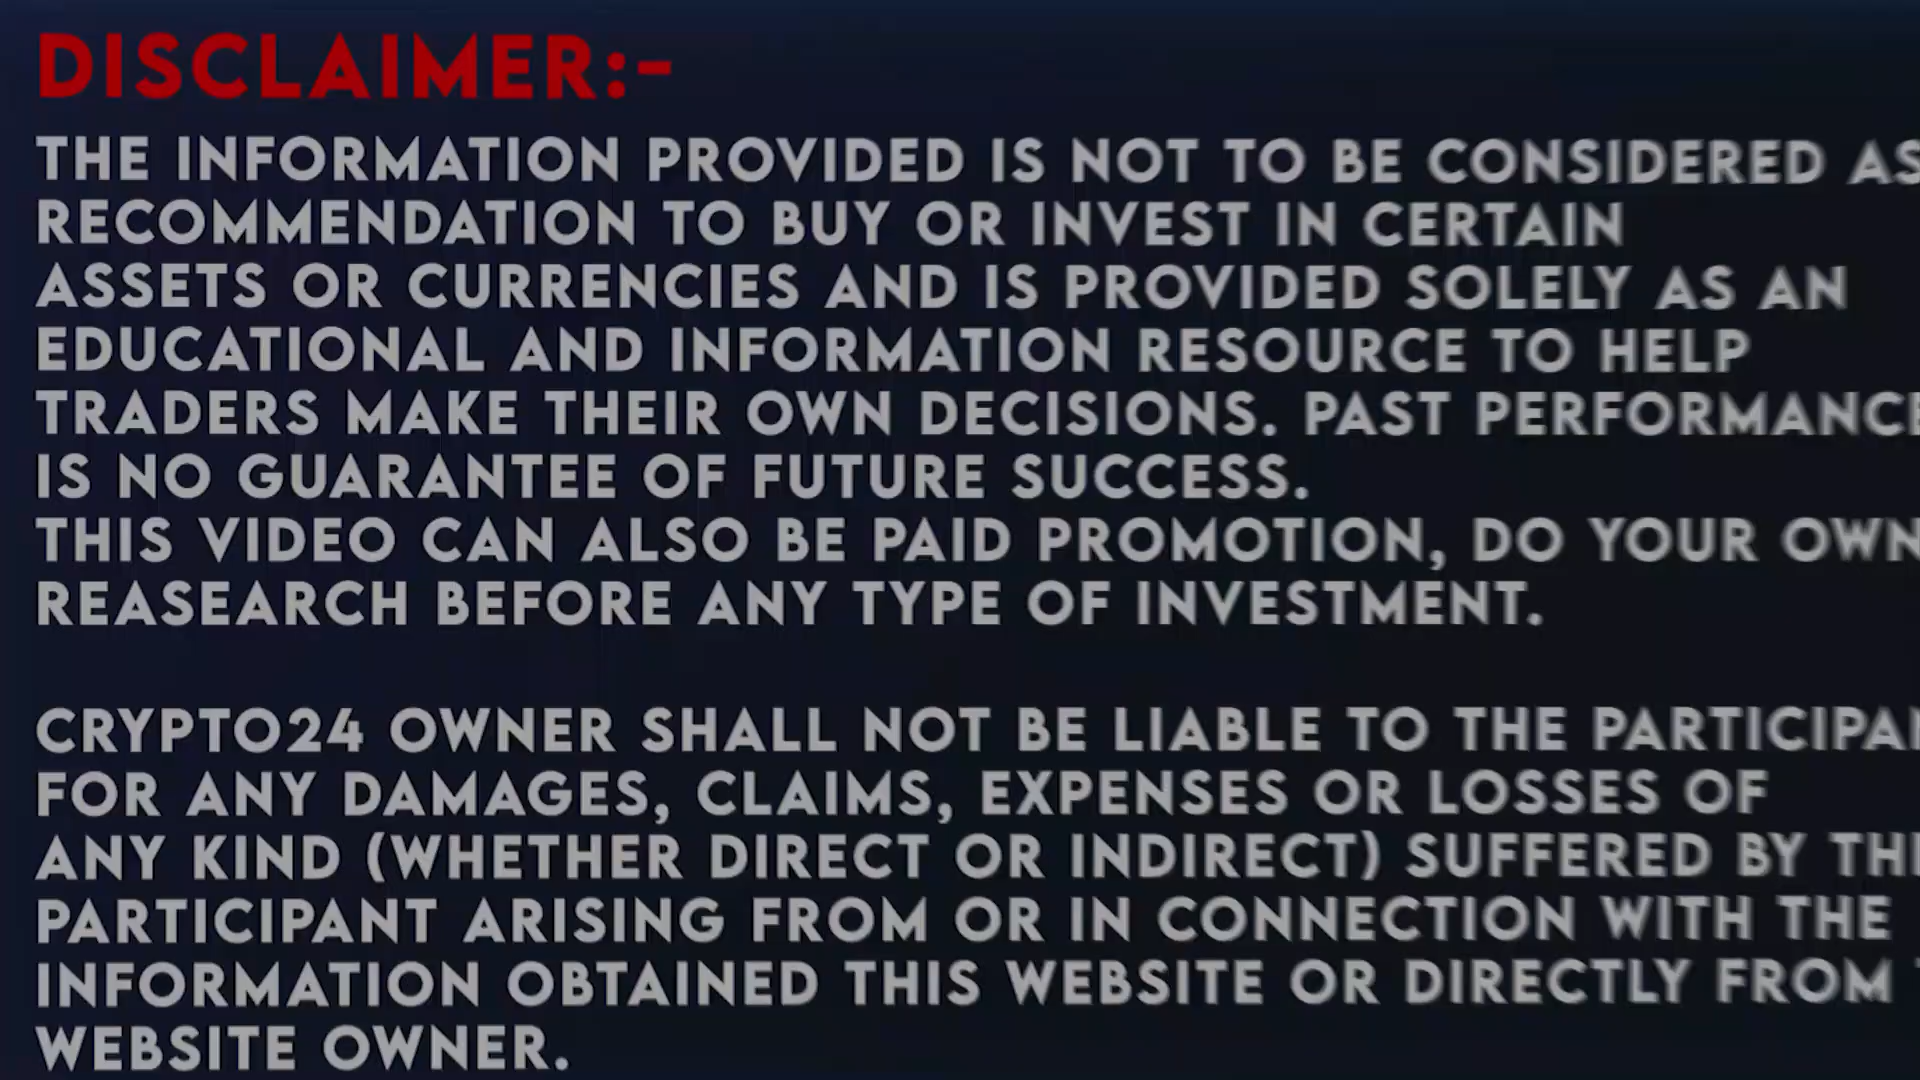 DISCLAIMER:-
THE INFORMATION PROVIDED IS NOT TO BE CONSIDERED AS
RECOMMENDATION TO BUY OR INVEST IN CERTAIN
ASSETS OR CURRENCIES AND IS PROVIDED SOLELY AS AN
EDUCATIONAL AND INFORMATION RESOURCE TO HELP
TRADERS MAKE THEIR OWN DECISIONS. PAST PERFORMANCE
IS NO GUARANTEE OF FUTURE SUCCESS.
THIS VIDEO CAN ALSO BE PAID PROMOTION, DO YOUR OWN
REASEARCH BEFORE ANY TYPE OF INVESTMENT.
CRYPTO24 OWNER SHALL NOT BE LIABLE TO THE
FOR ANY DAMAGES, CLAIMS, EXPENSES OR LOSSES OF
ANY KIND (WHETHER DIRECT OR INDIRECT) SUFFERED BY
PARTICIPANT ARISING FROM OR IN CONNECTION WITH THE
INFORMATION OBTAINED THIS WEBSITE OR DIRECTLY FROM
WEBSITE OWNER.